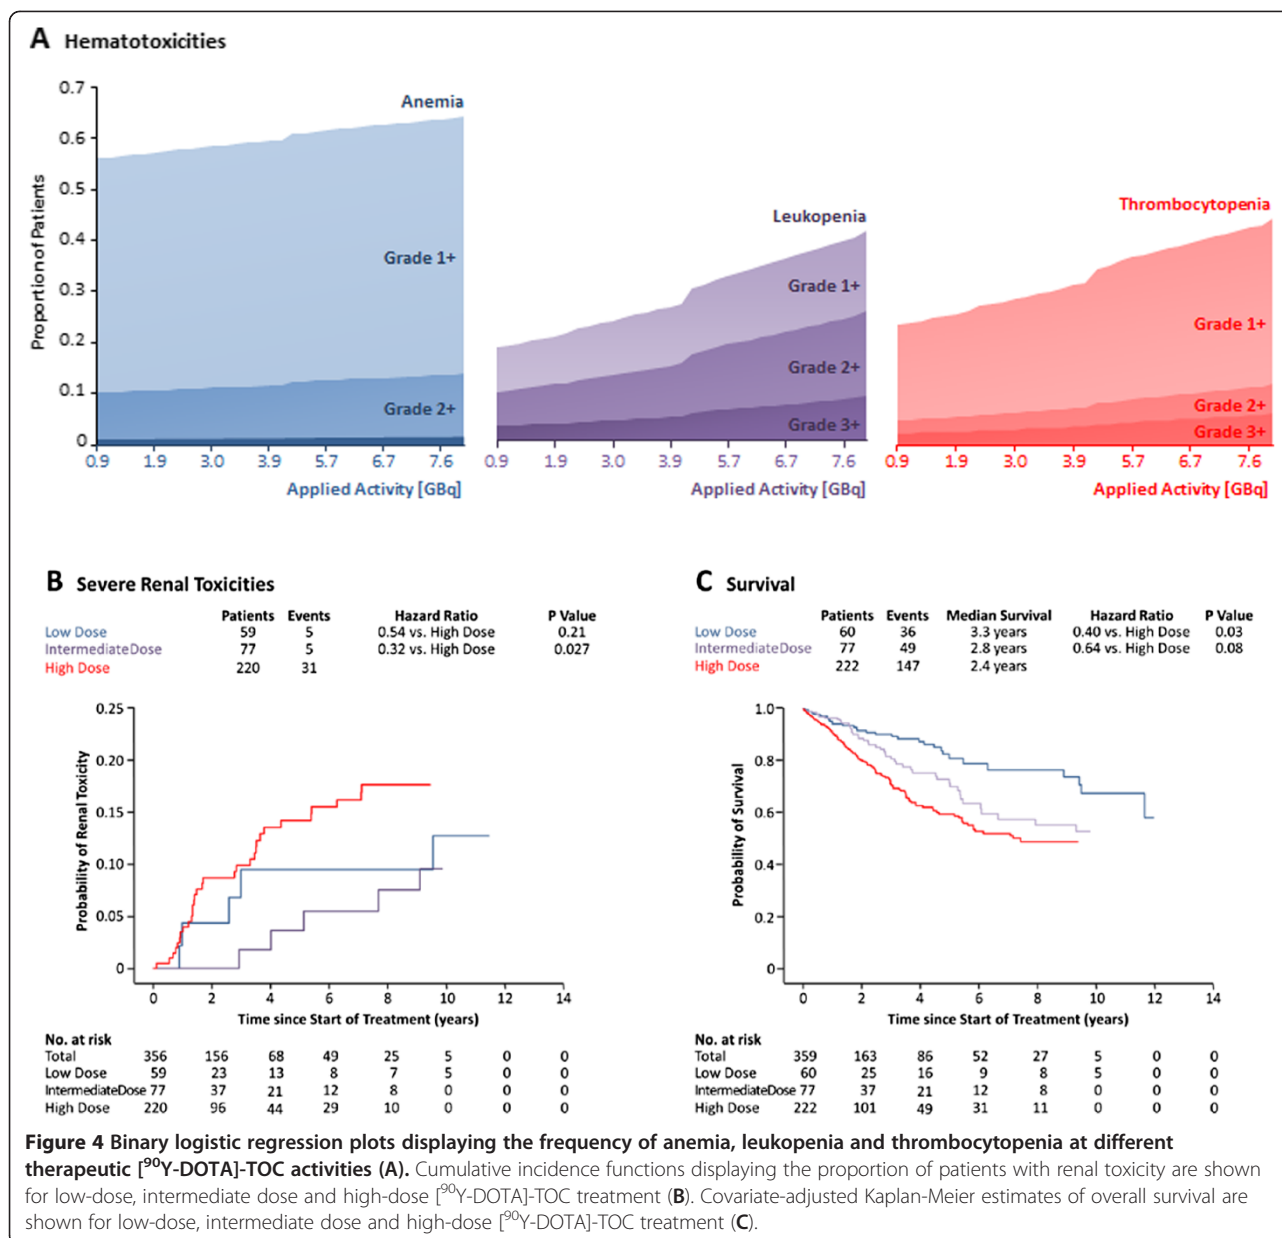 A Hematotoxicities
Proportion of Patients
0.7
0.6
0.5
0.4
0.3
0.2
0.1
0
Anemia
Grade 1+
Grade 2+
0.9 1.9 3.0 3.9 5.7 6.7 7.6
Applied Activity [GBq]
Leukopenia
Grade 1+
Grade 2+
Grade 3+
0.9 1.9 3.0 3.9 5.7 6.7 7.6
Applied Activity [GBq]
Thrombocytopenia
Grade 1+
Grade 2+
Grade 3+
0.9 1.9 3.0 3.9 5.7 6.7 7.6
Applied Activity [GBq]
B Severe Renal Toxicities
Patients Events Hazard Ratio P Value
Low Dose 59 5 0.54 vs. High Dose 0.21
IntermediateDose 77 5 0.32 vs. High Dose 0.027
High Dose 220 31
Probability of Renal Toxicity
0.25
0.20
0.15
0.10
0.05
0
0 2 4 6 8 10 12 14
Time since Start of Treatment (years)
No. at risk
Total 356 156 68 49 25 5 0 0
Low Dose 59 23 13 8 7 5 0 0
IntermediateDose 77 37 21 12 8 0 0 0
High Dose 220 96 44 29 10 0 0 0
C Survival
Patients Events Median Survival Hazard Ratio P Value
Low Dose 60 36 3.3 years 0.40 vs. High Dose 0.03
IntermediateDose 77 49 2.8 years 0.64 vs. High Dose 0.08
High Dose 222 147 2.4 years
Probability of Survival
1.0
0.8
0.6
0.4
0.2
0
0 2 4 6 8 10 12 14
Time since Start of Treatment (years)
No. at risk
Total 359 163 86 52 27 5 0 0
Low Dose 60 25 16 9 8 5 0 0
IntermediateDose 77 37 21 12 8 0 0 0
High Dose 222 101 49 31 11 0 0 0
Figure 4 Binary logistic regression plots displaying the frequency of anemia, leukopenia and thrombocytopenia at different
therapeutic [⁹⁰Y-DOTA]-TOC activities (A). Cumulative incidence functions displaying the proportion of patients with renal toxicity are shown
for low-dose, intermediate dose and high-dose [⁹⁰Y-DOTA]-TOC treatment (B). Covariate-adjusted Kaplan-Meier estimates of overall survival are
shown for low-dose, intermediate dose and high-dose [⁹⁰Y-DOTA]-TOC treatment (C).